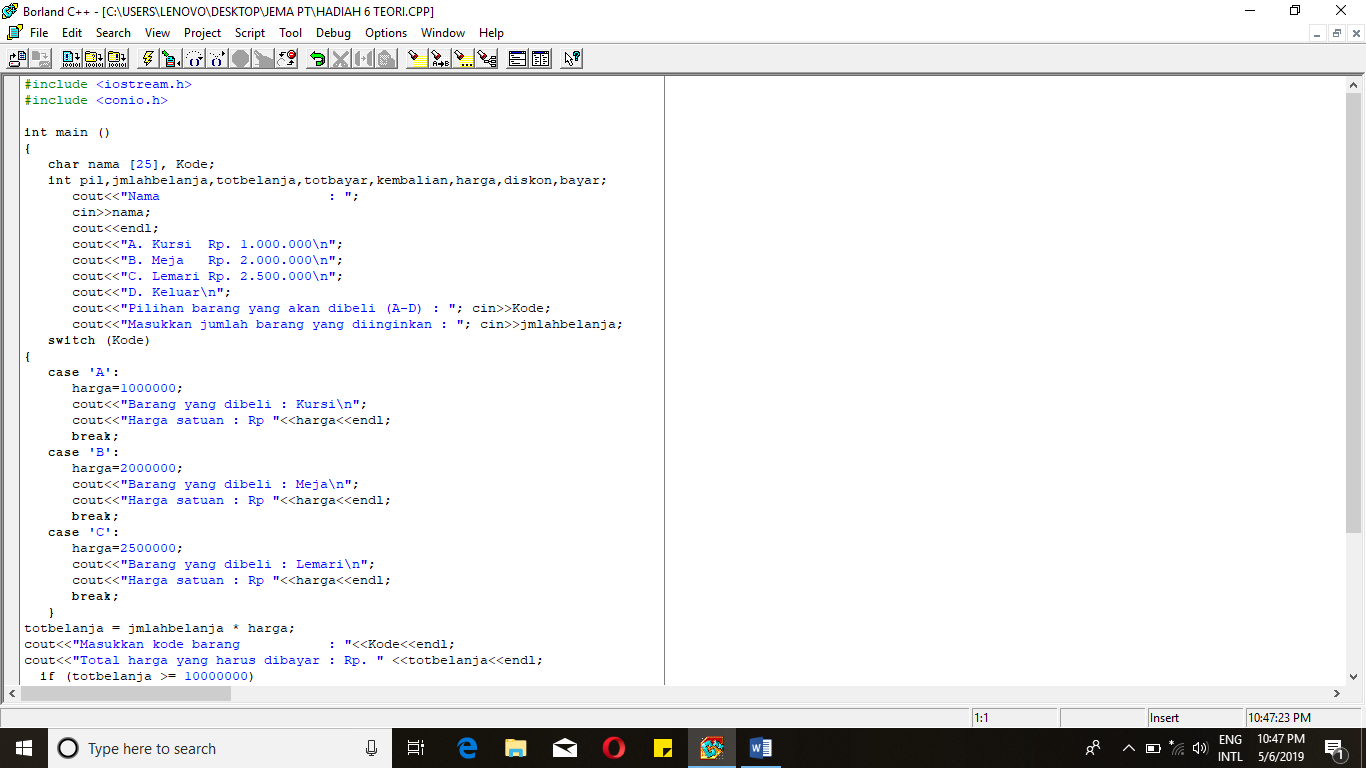 Borland C++ - [C:\USERS\LENOVO\DESKTOP\JEMA PT\HADIAH 6 TEORI.CPP]
File Edit Search View Project Script Tool Debug Options Window Help
#include <iostream.h>
#include <conio.h>
int main ()
{
char nama [25], Kode;
int pil,jmlahbelanja,totbelanja,totbayar,kembalian,harga,diskon,bayar;
cout<<"Nama                     : ";
cin>>nama;
cout<<endl;
cout<<"A. Kursi  Rp. 1.000.000\n";
cout<<"B. Meja   Rp. 2.000.000\n";
cout<<"C. Lemari Rp. 2.500.000\n";
cout<<"D. Keluar\n";
cout<<"Pilihan barang yang akan dibeli (A-D) : "; cin>>Kode;
cout<<"Masukkan jumlah barang yang diinginkan : "; cin>>jmlahbelanja;
switch (Kode)
{
case 'A':
harga=1000000;
cout<<"Barang yang dibeli : Kursi\n";
cout<<"Harga satuan : Rp "<<harga<<endl;
break;
case 'B':
harga=2000000;
cout<<"Barang yang dibeli : Meja\n";
cout<<"Harga satuan : Rp "<<harga<<endl;
break;
case 'C':
harga=2500000;
cout<<"Barang yang dibeli : Lemari\n";
cout<<"Harga satuan : Rp "<<harga<<endl;
break;
}
totbelanja = jmlahbelanja * harga;
cout<<"Masukkan kode barang           : "<<Kode<<endl;
cout<<"Total harga yang harus dibayar : Rp. " <<totbelanja<<endl;
if (totbelanja >= 10000000)
1:1 Insert 10:47:23 PM
Type here to search
ENG 10:47 PM
INTL 5/6/2019
1